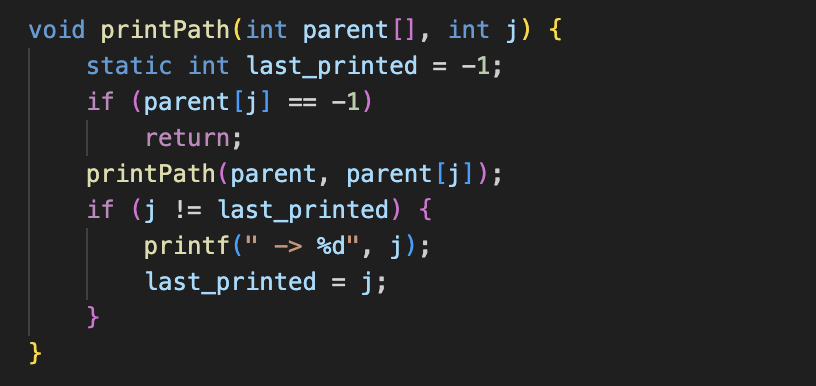 void printPath(int parent[], int j) {
    static int last_printed = -1;
    if (parent[j] == -1)
        return;
    printPath(parent, parent[j]);
    if (j != last_printed) {
        printf(" -> %d", j);
        last_printed = j;
    }
}